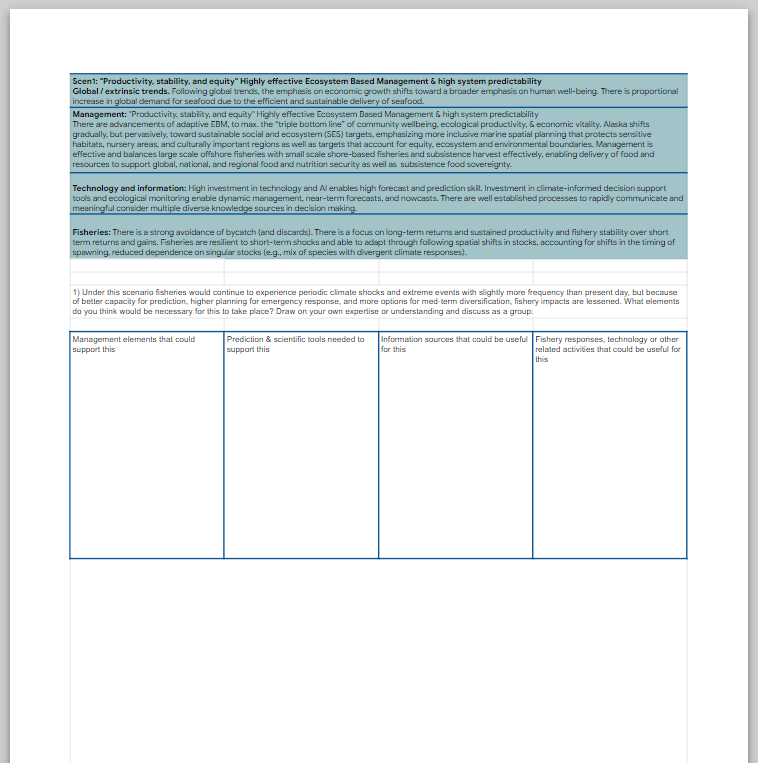 Scen1: "Productivity, stability, and equity" Highly effective Ecosystem Based Management & high system predictability
Global / extrinsic trends. Following global trends, the emphasis on economic growth shifts toward a broader emphasis on human well-being. There is proportional
increase in global demand for seafood due to the efficient and sustainable delivery of seafood.
Management: "Productivity, stability, and equity" Highly effective Ecosystem Based Management & high system predictability
There are advancements of adaptive EBM, to max. the "triple bottom line" of community wellbeing, ecological productivity, & economic vitality. Alaska shifts
gradually, but pervasively, toward sustainable social and ecosystem (SES) targets, emphasizing more inclusive marine spatial planning that protects sensitive
habitats, nursery areas, and culturally important regions as well as targets that account for equity, ecosystem and environmental boundaries. Management is
effective and balances large scale offshore fisheries with small scale shore-based fisheries and subsistence harvest effectively, enabling delivery of food and
resources to support global, national, and regional food and nutrition security as well as subsistence food sovereignty.
Technology and information: High investment in technology and AI enables high forecast and prediction skill. Investment in climate-informed decision support
tools and ecological monitoring enable dynamic management, near-term forecasts, and nowcasts. There are well established processes to rapidly communicate and
meaningful consider multiple diverse knowledge sources in decision making.
Fisheries: There is a strong avoidance of bycatch (and discards). There is a focus on long-term returns and sustained productivity and fishery stability over short
term returns and gains. Fisheries are resilient to short-term shocks and able to adapt through following spatial shifts in stocks, accounting for shifts in the timing of
spawning, reduced dependence on singular stocks (e.g., mix of species with divergent climate responses).
1) Under this scenario fisheries would continue to experience periodic climate shocks and extreme events with slightly more frequency than present day, but because
of better capacity for prediction, higher planning for emergency response, and more options for med-term diversification, fishery impacts are lessened. What elements
do you think would be necessary for this to take place? Draw on your own expertise or understanding and discuss as a group:
Management elements that could
support this
Prediction & scientific tools needed to
support this
Information sources that could be useful
for this
Fishery responses, technology or other
related activities that could be useful for
this